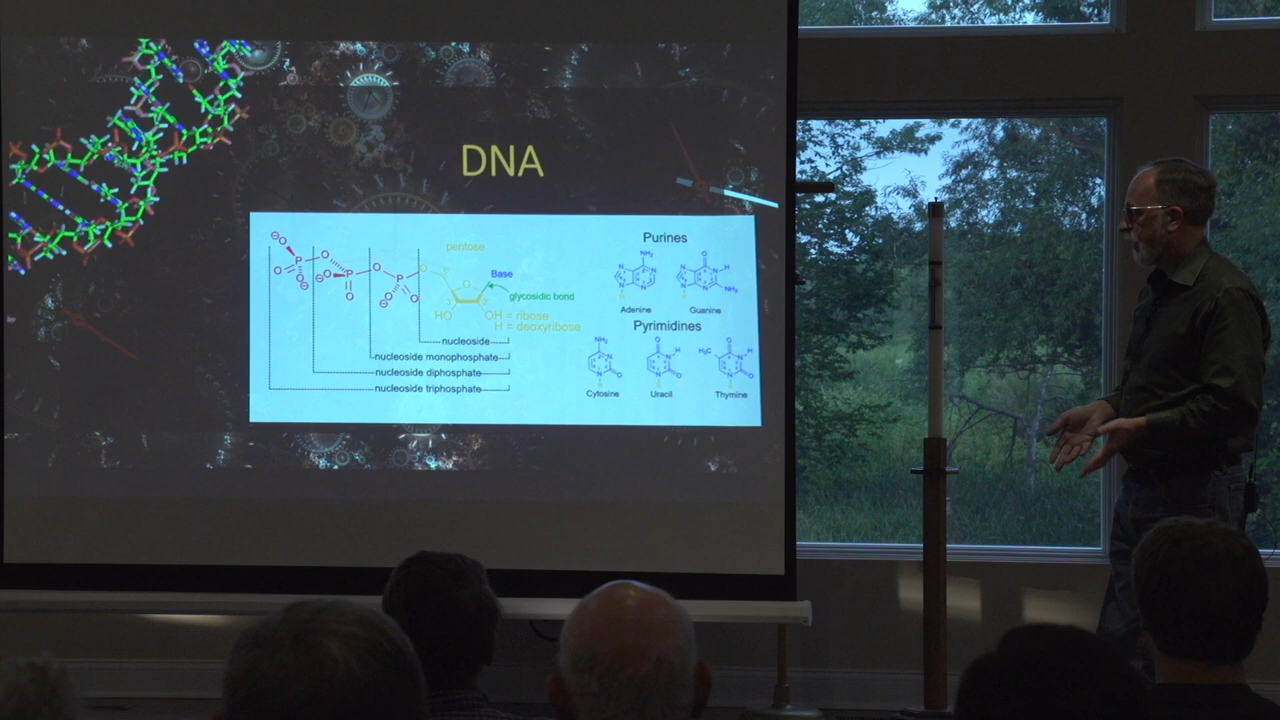 DNA
pentose
Base
glycosidic bond
HO
OH = ribose
H = deoxyribose
nucleoside
nucleoside monophosphate
nucleoside diphosphate
nucleoside triphosphate
Purines
Adenine
Guanine
Pyrimidines
Cytosine
Uracil
Thymine